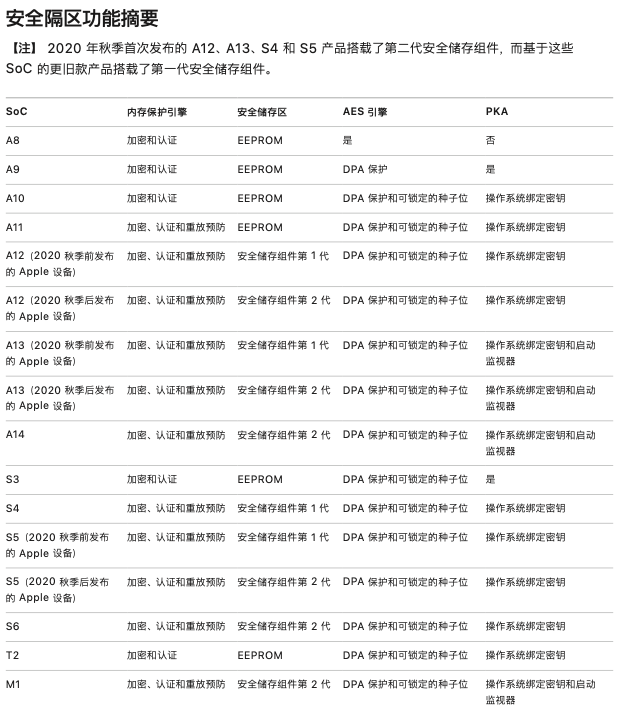 安全隔区功能摘要
【注】 2020 年秋季首次发布的 A12、A13、S4 和 S5 产品搭载了第二代安全储存组件，而基于这些
SoC 的更旧款产品搭载了第一代安全储存组件。
SoC 内存保护引擎 安全储存区 AES 引擎 PKA
A8 加密和认证 EEPROM 是 否
A9 加密和认证 EEPROM DPA 保护 是
A10 加密和认证 EEPROM DPA 保护和可锁定的种子位 操作系统绑定密钥
A11 加密、认证和重放预防 EEPROM DPA 保护和可锁定的种子位 操作系统绑定密钥
A12（2020 秋季前发布 加密、认证和重放预防 安全储存组件第 1 代 DPA 保护和可锁定的种子位 操作系统绑定密钥
的 Apple 设备）
A12（2020 秋季后发布 加密、认证和重放预防 安全储存组件第 2 代 DPA 保护和可锁定的种子位 操作系统绑定密钥
的 Apple 设备）
A13（2020 秋季前发布 加密、认证和重放预防 安全储存组件第 1 代 DPA 保护和可锁定的种子位 操作系统绑定密钥和启动
的 Apple 设备） 监视器
A13（2020 秋季后发布 加密、认证和重放预防 安全储存组件第 2 代 DPA 保护和可锁定的种子位 操作系统绑定密钥和启动
的 Apple 设备） 监视器
A14 加密、认证和重放预防 安全储存组件第 2 代 DPA 保护和可锁定的种子位 操作系统绑定密钥和启动
监视器
S3 加密和认证 EEPROM DPA 保护和可锁定的种子位 是
S4 加密、认证和重放预防 安全储存组件第 1 代 DPA 保护和可锁定的种子位 操作系统绑定密钥
S5（2020 秋季前发布 加密、认证和重放预防 安全储存组件第 1 代 DPA 保护和可锁定的种子位 操作系统绑定密钥
的 Apple 设备）
S5（2020 秋季后发布 加密、认证和重放预防 安全储存组件第 2 代 DPA 保护和可锁定的种子位 操作系统绑定密钥
的 Apple 设备）
S6 加密、认证和重放预防 安全储存组件第 2 代 DPA 保护和可锁定的种子位 操作系统绑定密钥
T2 加密和认证 EEPROM DPA 保护和可锁定的种子位 操作系统绑定密钥
M1 加密、认证和重放预防 安全储存组件第 2 代 DPA 保护和可锁定的种子位 操作系统绑定密钥和启动
监视器